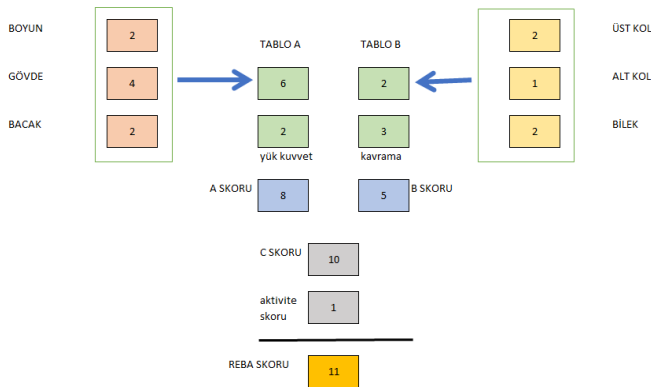 BOYUN 2 TABLO A TABLO B 2 ÜST KOL
GÖVDE 4 6 2 1 ALT KOL
BACAK 2 2 3 2 BİLEK
yük kuvvet kavrama
A SKORU 8 5 B SKORU
C SKORU 10
aktivite
skoru 1
REBA SKORU 11